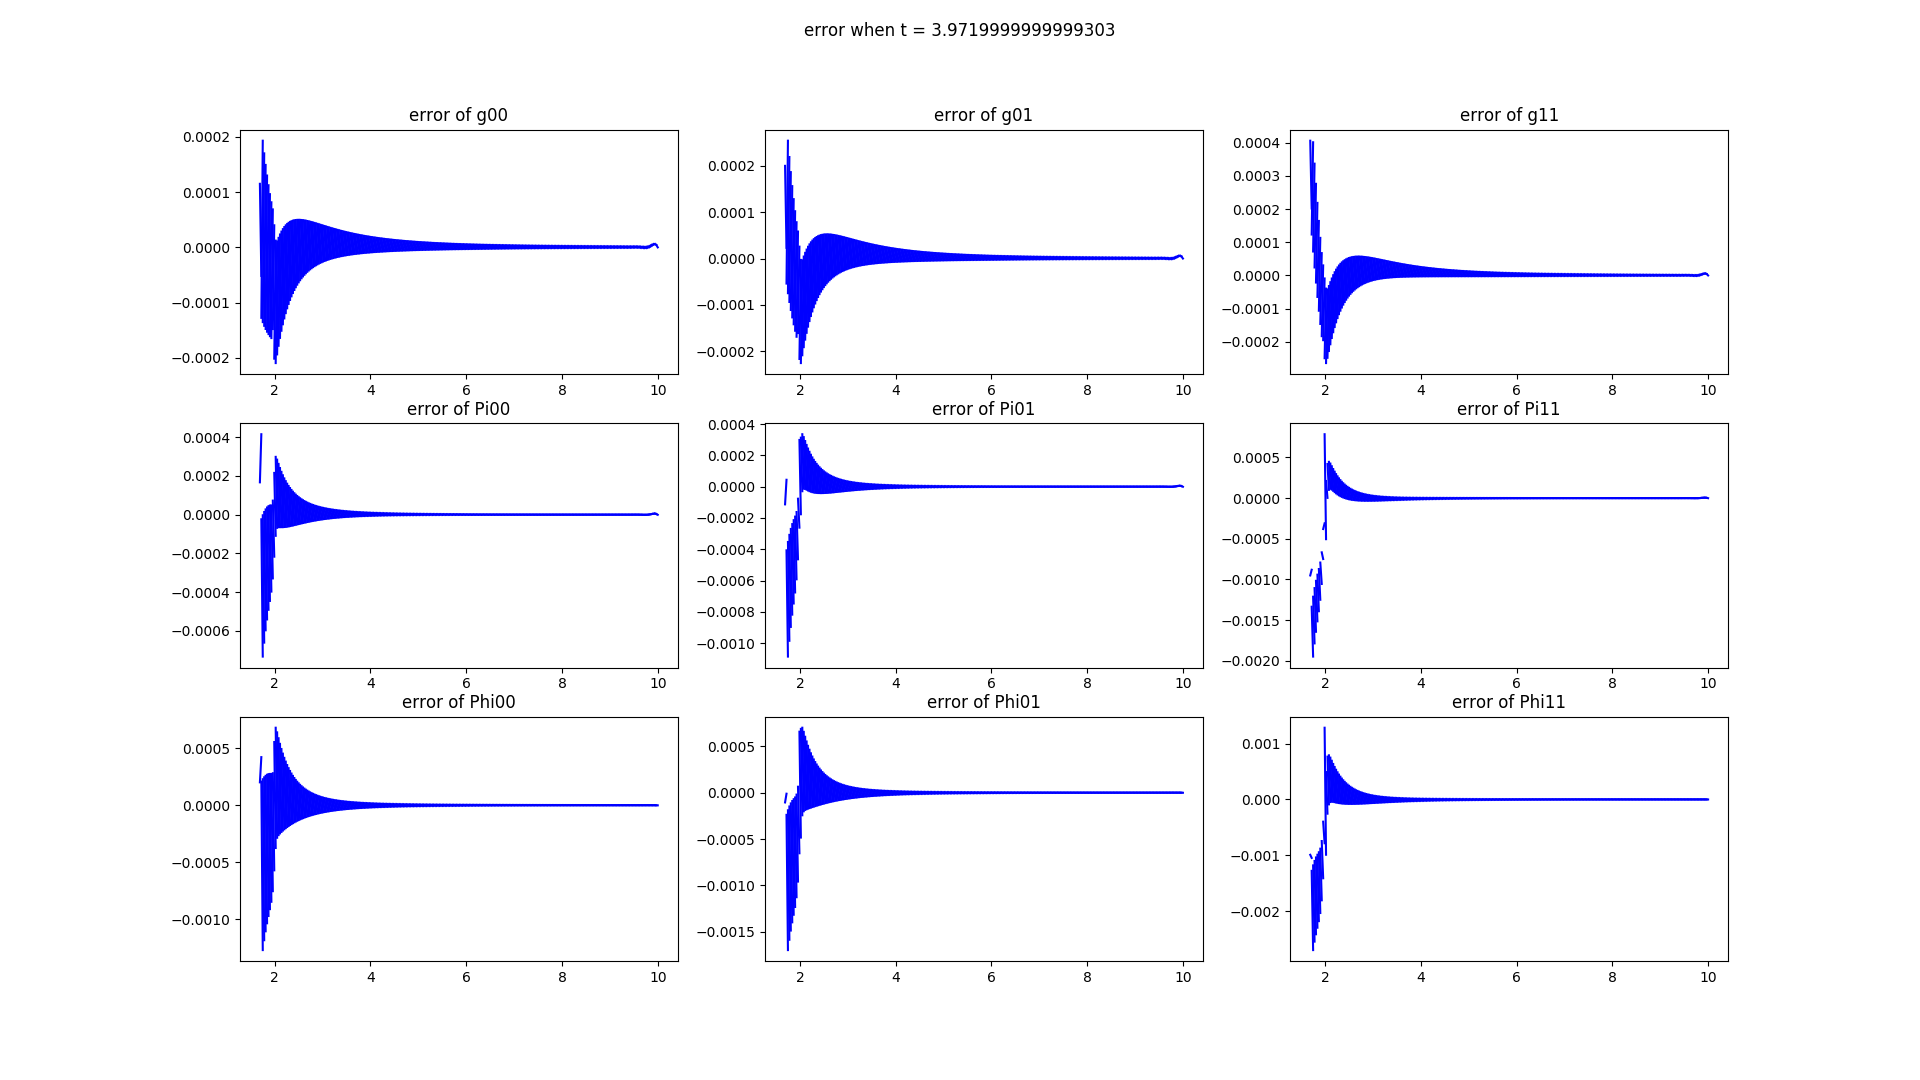 error when t = 3.9719999999999303
error of g00
error of g01
error of g11
0.0002
0.0001
0.0000
−0.0001
−0.0002
2 4 6 8 10
0.0002
0.0001
0.0000
−0.0001
−0.0002
2 4 6 8 10
0.0004
0.0003
0.0002
0.0001
0.0000
−0.0001
−0.0002
2 4 6 8 10
error of Pi00
error of Pi01
error of Pi11
0.0004
0.0002
0.0000
−0.0002
−0.0004
−0.0006
2 4 6 8 10
0.0004
0.0002
0.0000
−0.0002
−0.0004
−0.0006
−0.0008
−0.0010
2 4 6 8 10
0.0005
0.0000
−0.0005
−0.0010
−0.0015
−0.0020
2 4 6 8 10
error of Phi00
error of Phi01
error of Phi11
0.0005
0.0000
−0.0005
−0.0010
2 4 6 8 10
0.0005
0.0000
−0.0005
−0.0010
−0.0015
2 4 6 8 10
0.001
0.000
−0.001
−0.002
2 4 6 8 10